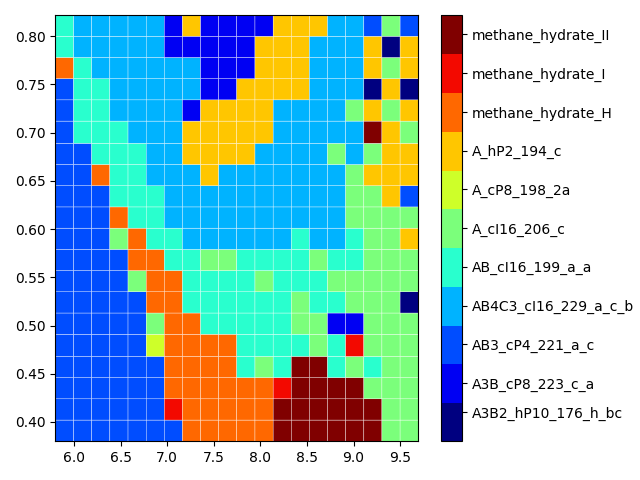 0.80
0.75
0.70
0.65
0.60
0.55
0.50
0.45
0.40
6.0 6.5 7.0 7.5 8.0 8.5 9.0 9.5
methane_hydrate_II
methane_hydrate_I
methane_hydrate_H
A_hP2_194_c
A_cP8_198_2a
A_cI16_206_c
AB_cI16_199_a_a
AB4C3_cI16_229_a_c_b
AB3_cP4_221_a_c
A3B_cP8_223_c_a
A3B2_hP10_176_h_bc